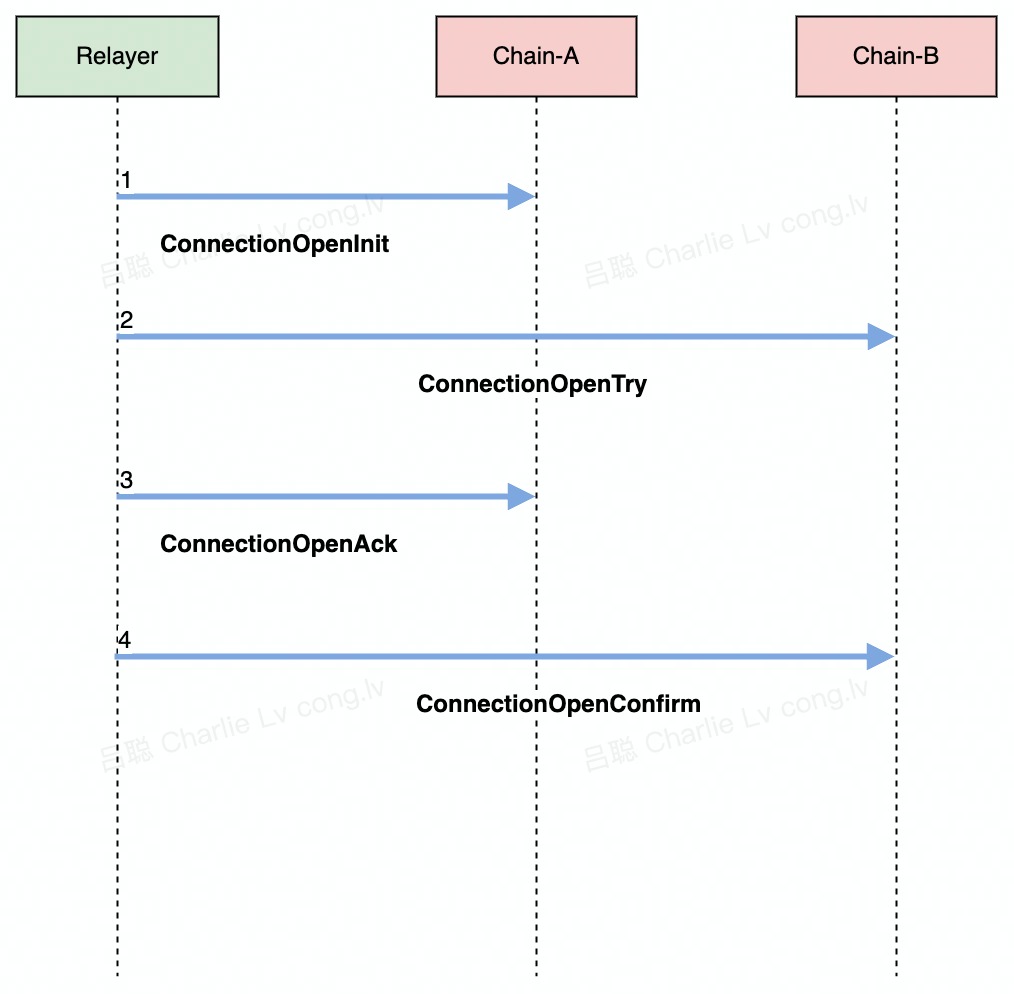 Relayer
Chain-A
Chain-B
1
ConnectionOpenInit
吕聪 Charlie Lv cong.lv
吕聪 Charlie Lv cong.lv
2
ConnectionOpenTry
3
ConnectionOpenAck
4
ConnectionOpenConfirm
吕聪 Charlie Lv cong.lv
吕聪 Charlie Lv cong.lv